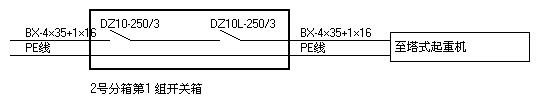 DZ10-250/3
DZ10L-250/3
BX-4×35+1×16
BX-4×35+1×16
PE线
PE线
至塔式起重机
2号分箱第1组开关箱